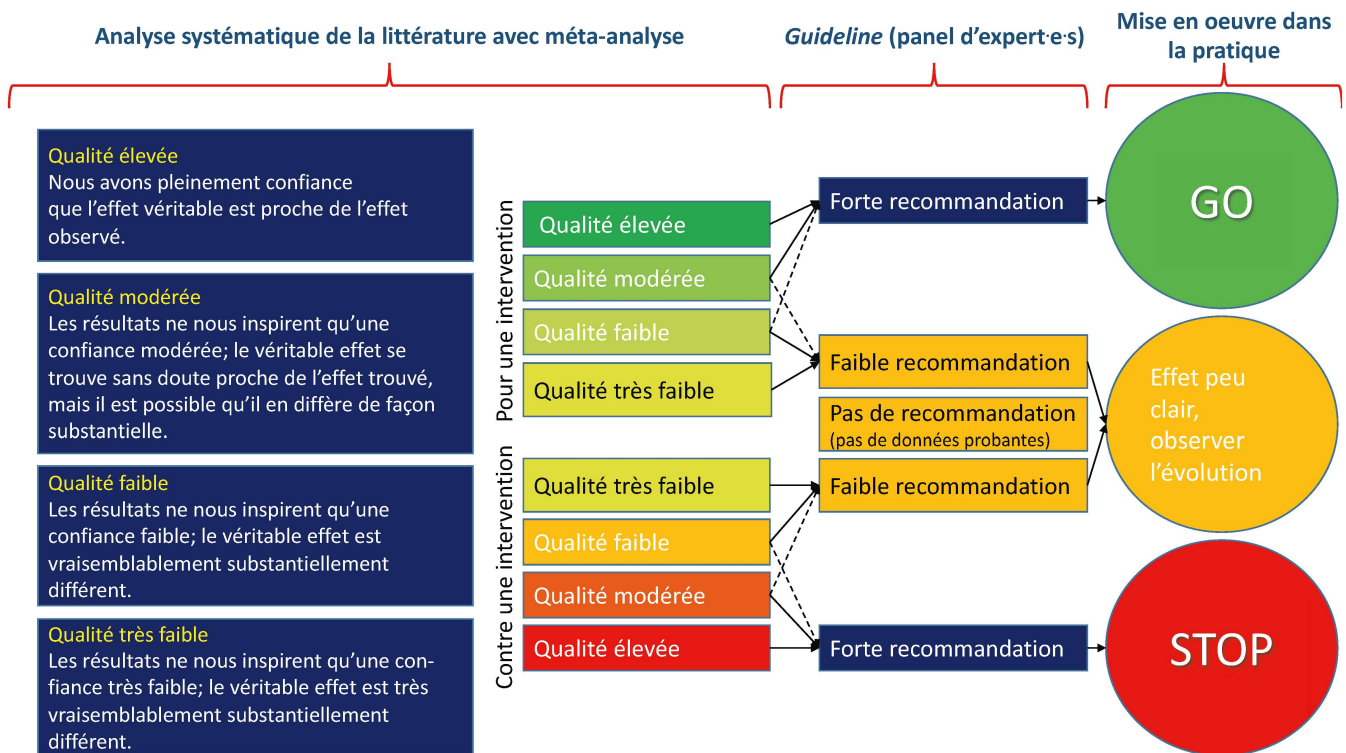 Analyse systématique de la littérature avec méta-analyse
Guideline (panel d'expert·e·s)
Mise en oeuvre dans
la pratique
Qualité élevée
Nous avons pleinement confiance
que l'effet véritable est proche de l'effet
observé.
Qualité modérée
Les résultats ne nous inspirent qu'une
confiance modérée; le véritable effet se
trouve sans doute proche de l'effet trouvé,
mais il est possible qu'il en diffère de façon
substantielle.
Qualité faible
Les résultats ne nous inspirent qu'une
confiance faible; le véritable effet est
vraisemblablement substantiellement
différent.
Qualité très faible
Les résultats ne nous inspirent qu'une con-
fiance très faible; le véritable effet est très
vraisemblablement substantiellement
différent.
Pour une intervention
Qualité élevée
Qualité modérée
Qualité faible
Qualité très faible
Contre une intervention
Qualité très faible
Qualité faible
Qualité modérée
Qualité élevée
Forte recommandation
Faible recommandation
Pas de recommandation
(pas de données probantes)
Faible recommandation
Forte recommandation
GO
Effet peu
clair,
observer
l'évolution
STOP